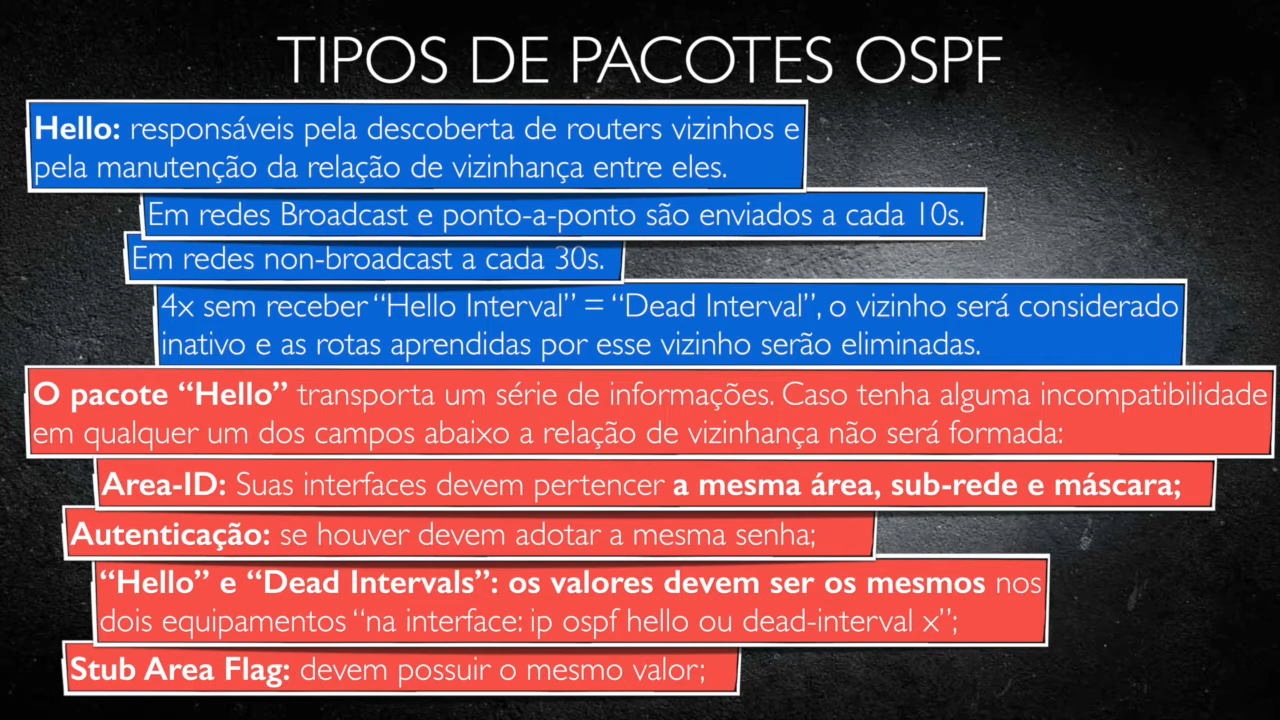 TIPOS DE PACOTES OSPF
Hello: responsáveis pela descoberta de routers vizinhos e
pela manutenção da relação de vizinhança entre eles.
Em redes Broadcast e ponto-a-ponto são enviados a cada 10s.
Em redes non-broadcast a cada 30s.
4x sem receber “Hello Interval” = “Dead Interval”, o vizinho será considerado
inativo e as rotas aprendidas por esse vizinho serão eliminadas.
O pacote “Hello” transporta um série de informações. Caso tenha alguma incompatibilidade
em qualquer um dos campos abaixo a relação de vizinhança não será formada:
Area-ID: Suas interfaces devem pertencer a mesma área, sub-rede e máscara;
Autenticação: se houver devem adotar a mesma senha;
“Hello” e “Dead Intervals”: os valores devem ser os mesmos nos
dois equipamentos “na interface: ip ospf hello ou dead-interval x”;
Stub Area Flag: devem possuir o mesmo valor;